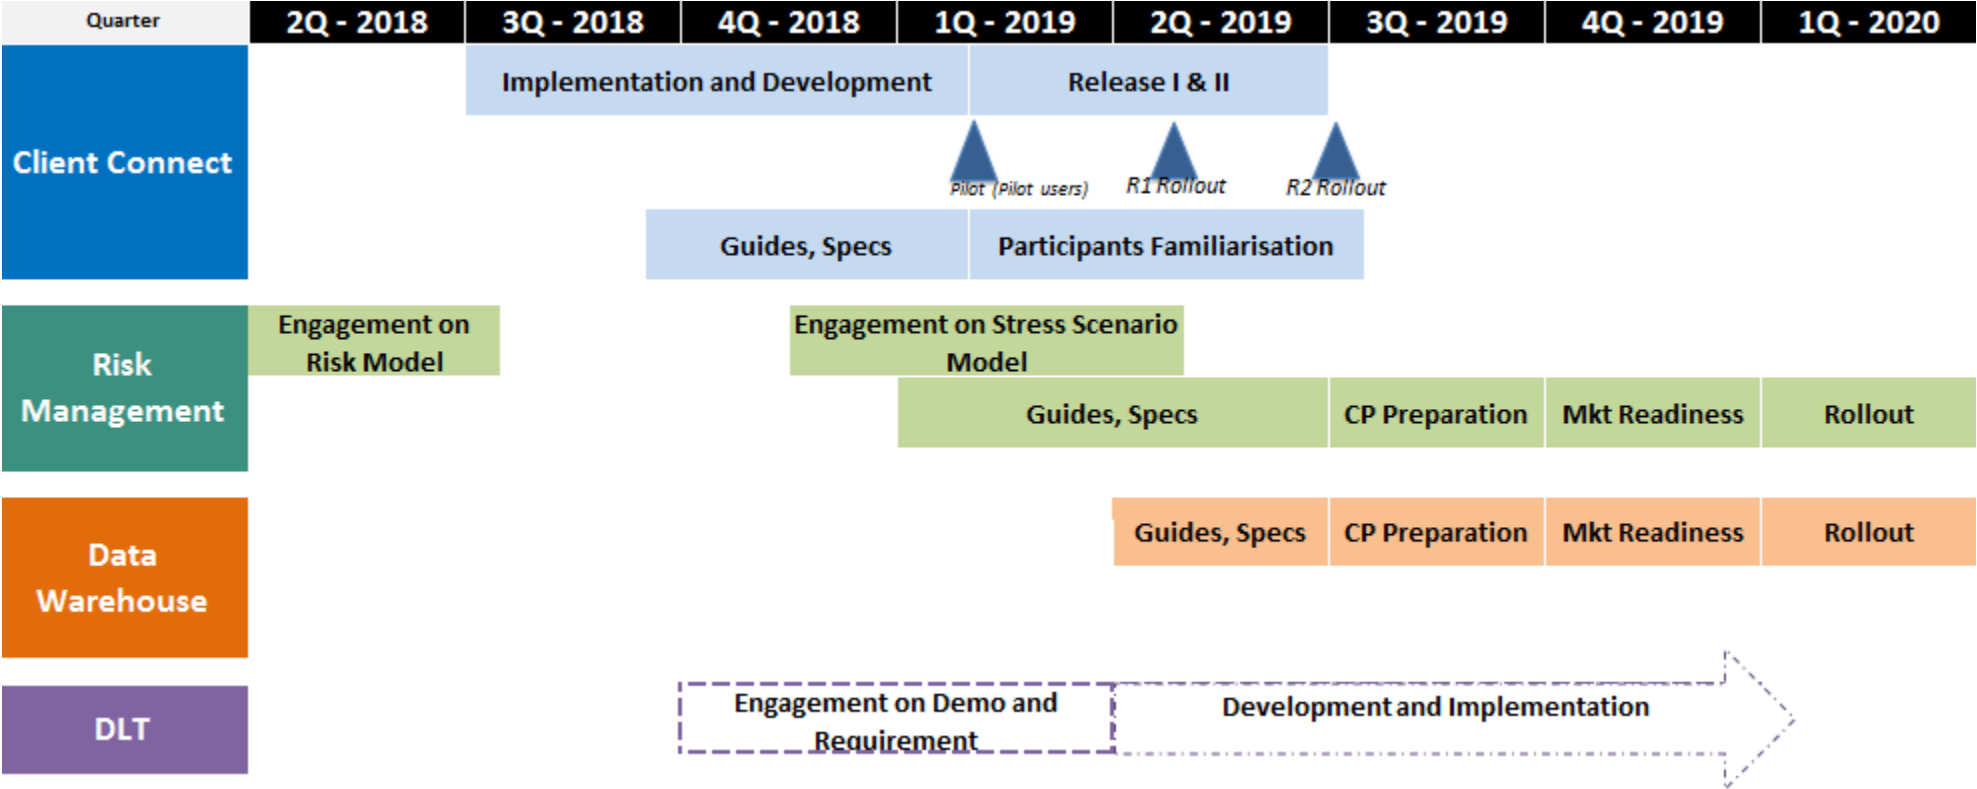 Quarter 2Q - 2018 3Q - 2018 4Q - 2018 1Q - 2019 2Q - 2019 3Q - 2019 4Q - 2019 1Q - 2020
Implementation and Development Release I & II
Client Connect
Pilot (Pilot users) R1 Rollout R2 Rollout
Guides, Specs Participants Familiarisation
Engagement on
Risk Model
Engagement on Stress Scenario
Model
Risk
Management
Guides, Specs CP Preparation Mkt Readiness Rollout
Data
Warehouse
Guides, Specs CP Preparation Mkt Readiness Rollout
DLT
Engagement on Demo and
Requirement
Development and Implementation